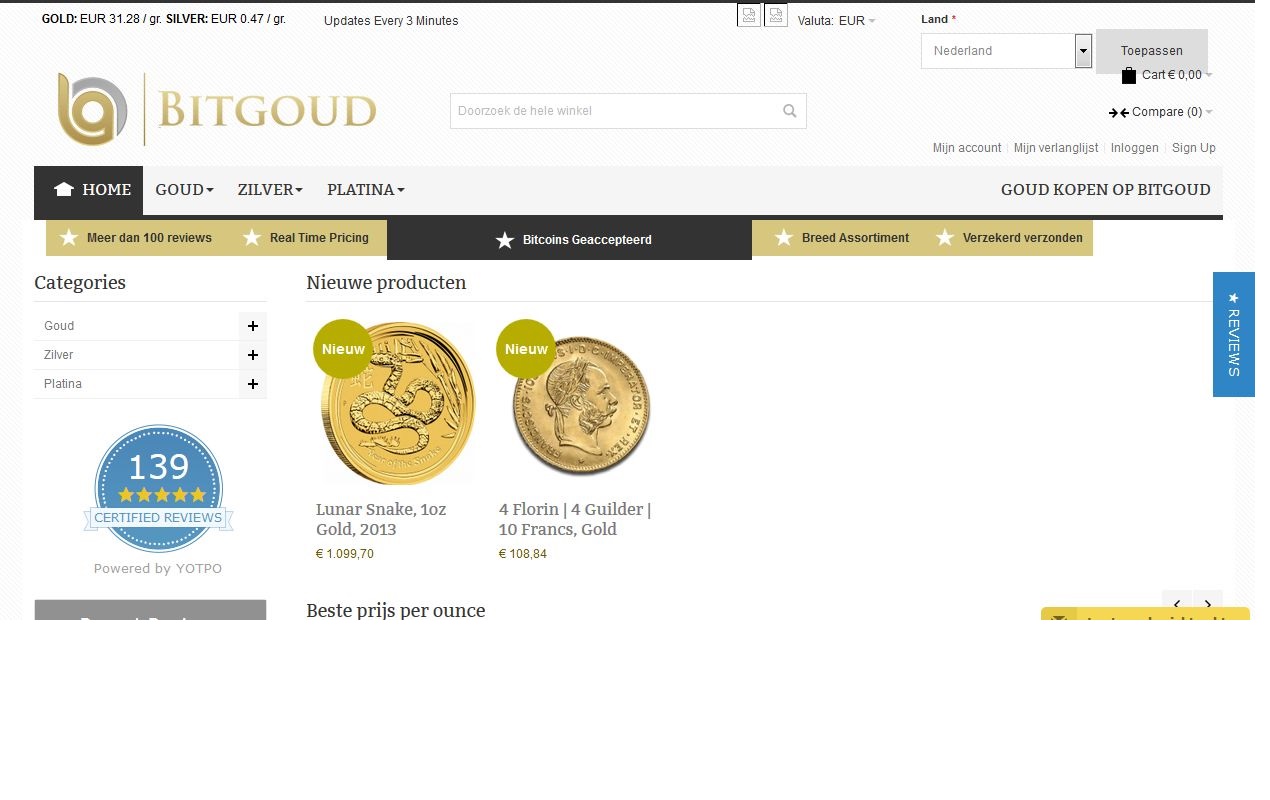 GOLD: EUR 31.28 / gr. SILVER: EUR 0.47 / gr.
Updates Every 3 Minutes
Valuta: EUR
Land *
Nederland
Toepassen
Cart € 0,00
BITGOUD
Doorzoek de hele winkel
Compare (0)
Mijn account
Mijn verlanglijst
Inloggen
Sign Up
HOME
GOUD
ZILVER
PLATINA
GOUD KOPEN OP BITGOUD
Meer dan 100 reviews
Real Time Pricing
Bitcoins Geaccepteerd
Breed Assortiment
Verzekerd verzonden
Categories
Goud
Zilver
Platina
139
CERTIFIED REVIEWS
Powered by YOTPO
Nieuwe producten
Nieuw
Year of the Snake
Lunar Snake, 1oz
Gold, 2013
€ 1.099,70
Nieuw
4 Florin | 4 Guilder |
10 Francs, Gold
€ 108,84
★ REVIEWS
Beste prijs per ounce